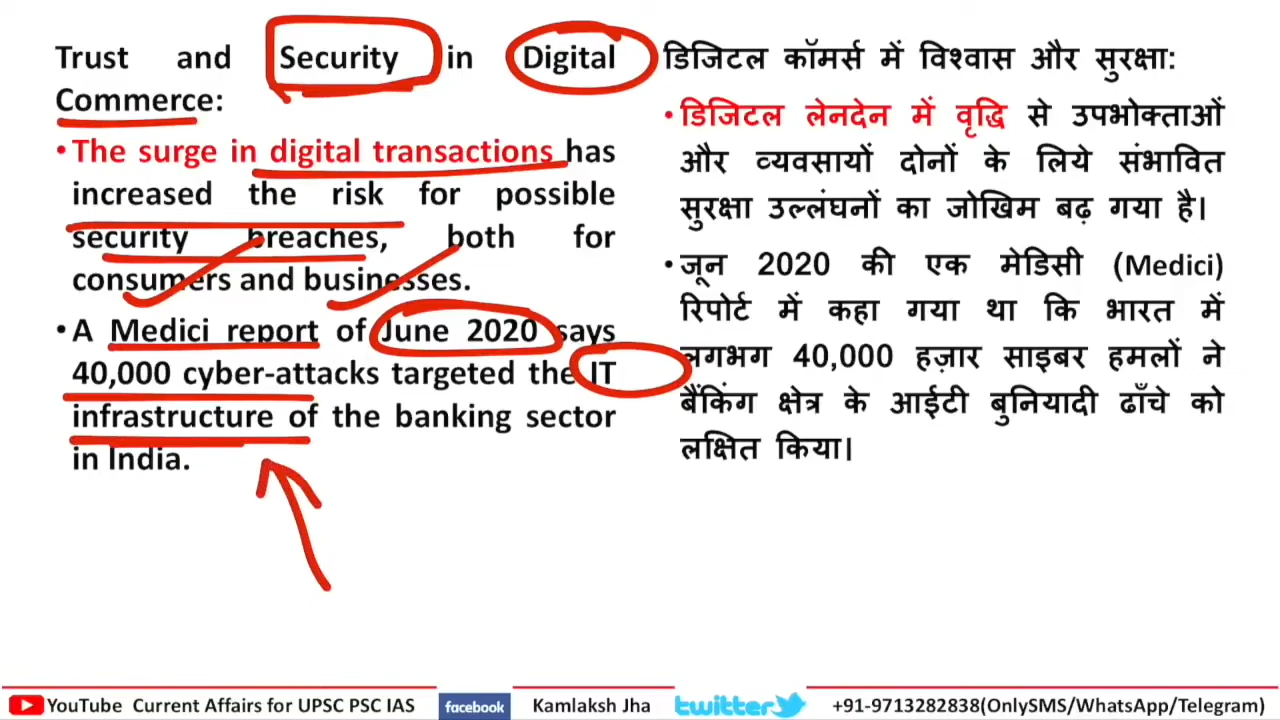 Trust and Security in Digital
Commerce:
• The surge in digital transactions has
increased the risk for possible
security breaches, both for
consumers and businesses.
• A Medici report of June 2020 says
40,000 cyber-attacks targeted the IT
infrastructure of the banking sector
in India.
डिजिटल कॉमर्स में विश्वास और सुरक्षा:
• डिजिटल लेनदेन में वृद्धि से उपभोक्ताओं
और व्यवसायों दोनों के लिये संभावित
सुरक्षा उल्लंघनों का जोखिम बढ़ गया है।
• जून 2020 की एक मेडिसी (Medici)
रिपोर्ट में कहा गया था कि भारत में
लगभग 40,000 हज़ार साइबर हमलों ने
बैंकिंग क्षेत्र के आईटी बुनियादी ढाँचे को
लक्षित किया।
YouTube Current Affairs for UPSC PSC IAS facebook Kamlaksh Jha twitter +91-9713282838(OnlySMS/WhatsApp/Telegram)